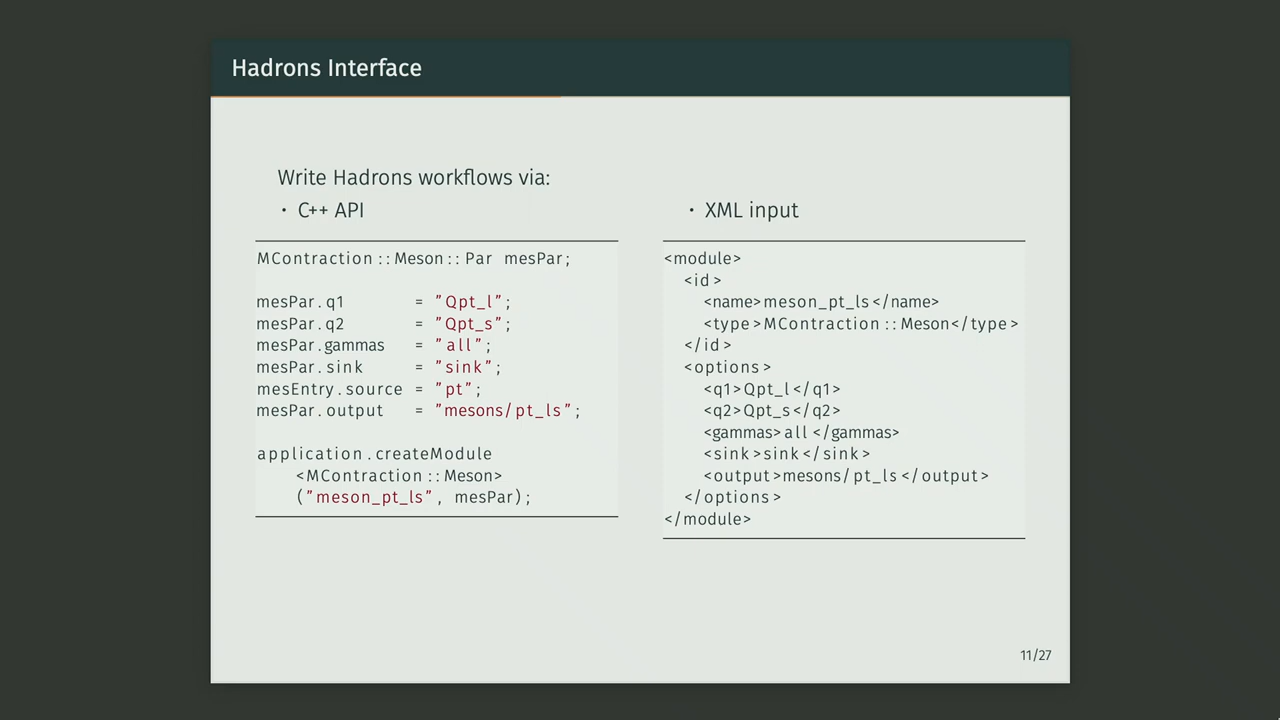 Hadrons Interface
Write Hadrons workflows via:
• C++ API
MContraction::Meson::Par mesPar;
mesPar.q1 = "Qpt_l";
mesPar.q2 = "Qpt_s";
mesPar.gammas = "all";
mesPar.sink = "sink";
mesEntry.source = "pt";
mesPar.output = "mesons/pt_ls";
application.createModule
<MContraction::Meson>
("meson_pt_ls", mesPar);
• XML input
<module>
<id>
<name>meson_pt_ls</name>
<type>MContraction::Meson</type>
</id>
<options>
<q1>Qpt_l</q1>
<q2>Qpt_s</q2>
<gammas>all</gammas>
<sink>sink</sink>
<output>mesons/pt_ls</output>
</options>
</module>
11/27